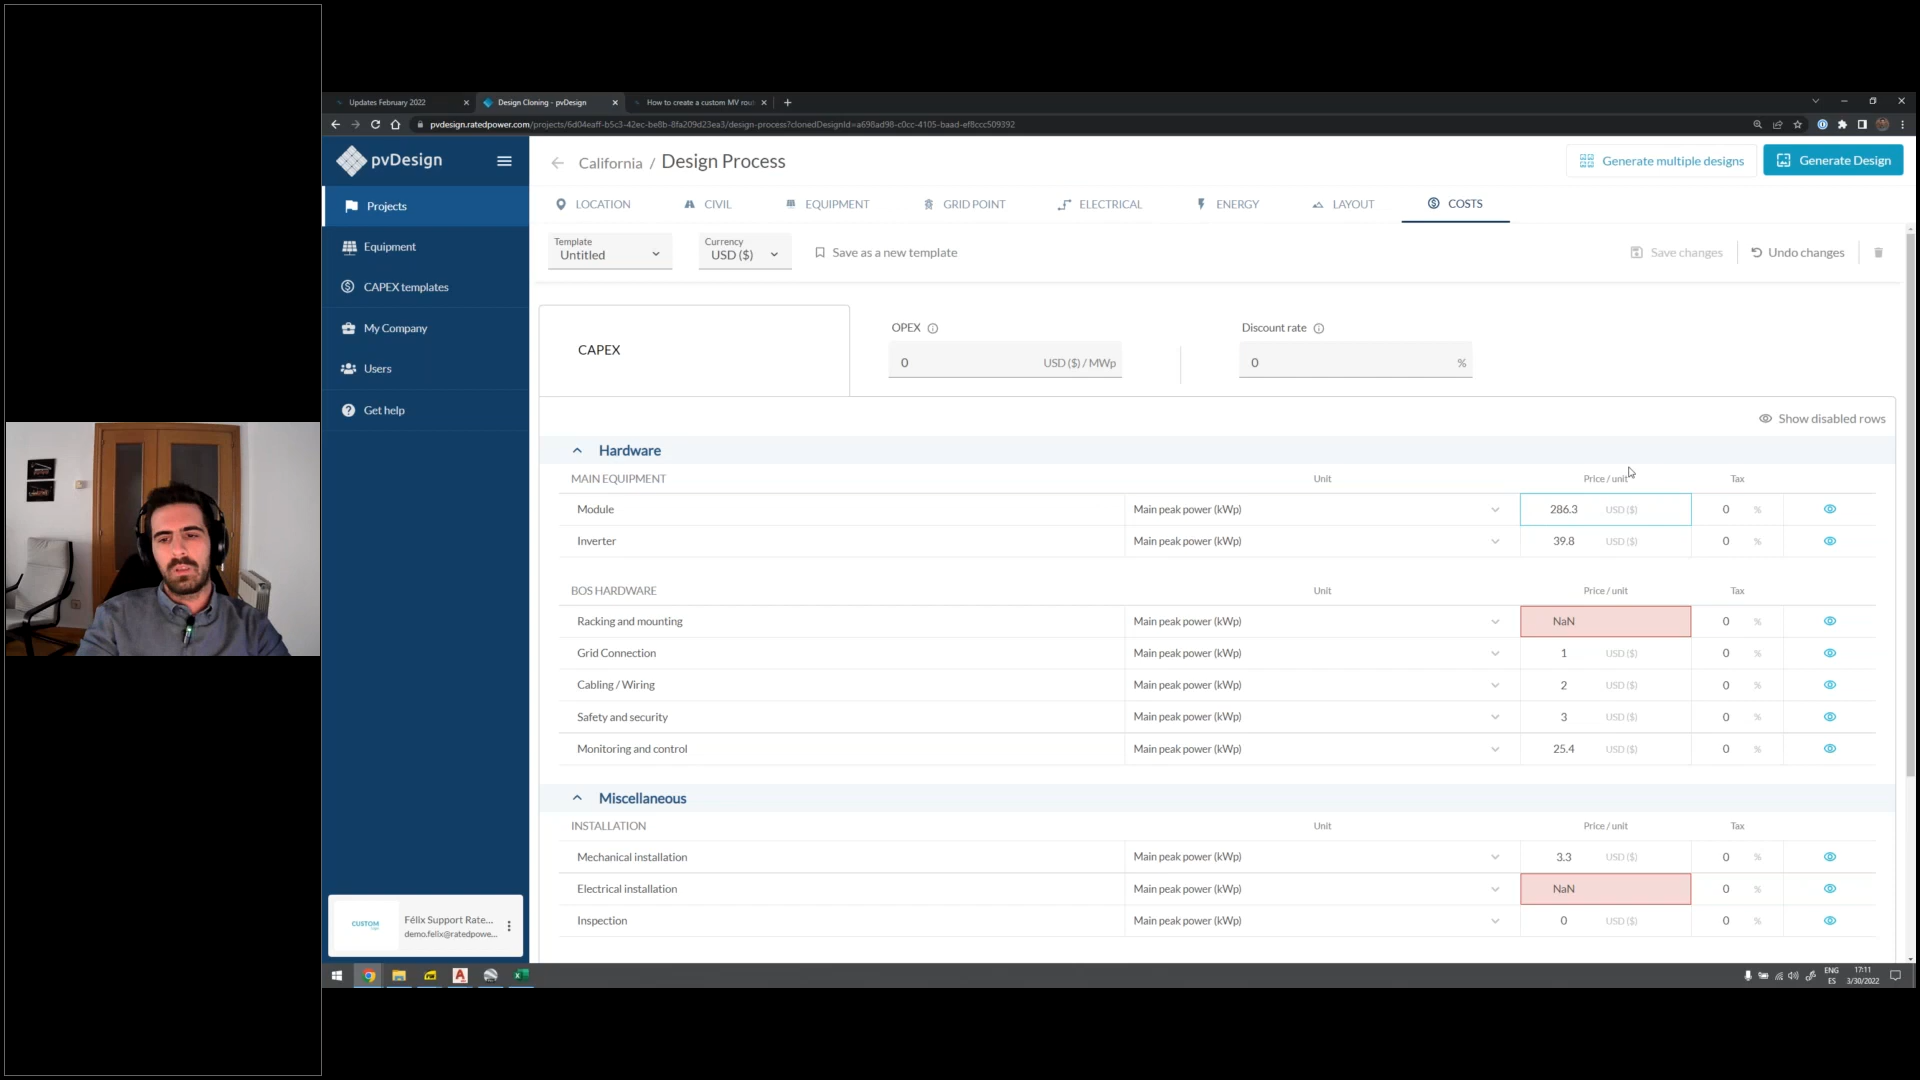 Updates February 2022
Design Cloning - pvDesign
How to create a custom MV rou
pvdesign.ratedpower.com/projects/6d04eaff-b5c3-42ec-be8b-8fa209d23ea3/design-process?clonedDesignId=a698ad98-c0cc-4105-baad-ef8ccc509392
pvDesign
California / Design Process
Generate multiple designs
Generate Design
Projects
Equipment
CAPEX templates
My Company
Users
Get help
LOCATION
CIVIL
EQUIPMENT
GRID POINT
ELECTRICAL
ENERGY
LAYOUT
COSTS
Template
Untitled
Currency
USD ($)
Save as a new template
Save changes
Undo changes
CAPEX
OPEX
0 USD ($) / MWp
Discount rate
0 %
Show disabled rows
Hardware
MAIN EQUIPMENT Unit Price / unit Tax
Module Main peak power (kWp) 286.3 USD ($) 0 %
Inverter Main peak power (kWp) 39.8 USD ($) 0 %
BOS HARDWARE Unit Price / unit Tax
Racking and mounting Main peak power (kWp) NaN 0 %
Grid Connection Main peak power (kWp) 1 USD ($) 0 %
Cabling / Wiring Main peak power (kWp) 2 USD ($) 0 %
Safety and security Main peak power (kWp) 3 USD ($) 0 %
Monitoring and control Main peak power (kWp) 25.4 USD ($) 0 %
Miscellaneous
INSTALLATION Unit Price / unit Tax
Mechanical installation Main peak power (kWp) 3.3 USD ($) 0 %
Electrical installation Main peak power (kWp) NaN 0 %
Inspection Main peak power (kWp) 0 USD ($) 0 %
CUSTOM
Félix Support Rate...
demo.felix@ratedpowe...
ENG
ES
17:11
3/30/2022